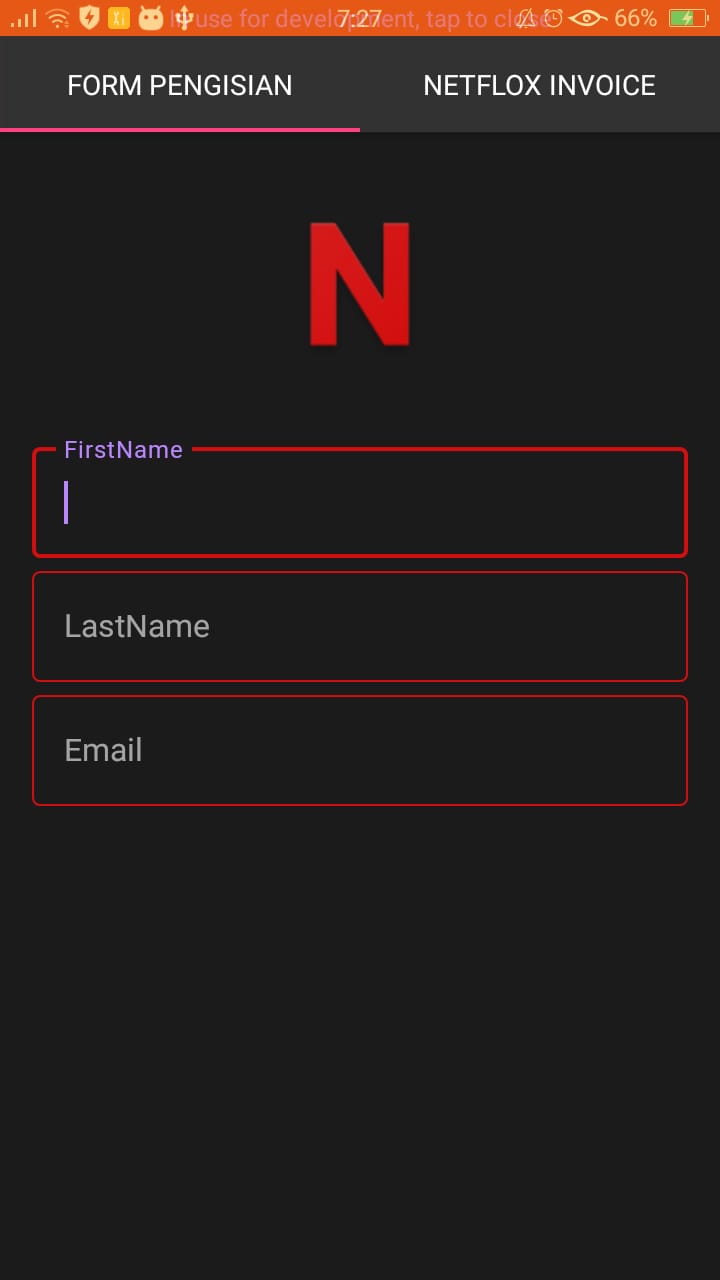 In use for development, tap to close
7:27
66%
FORM PENGISIAN
NETFLOX INVOICE
N
FirstName
LastName
Email